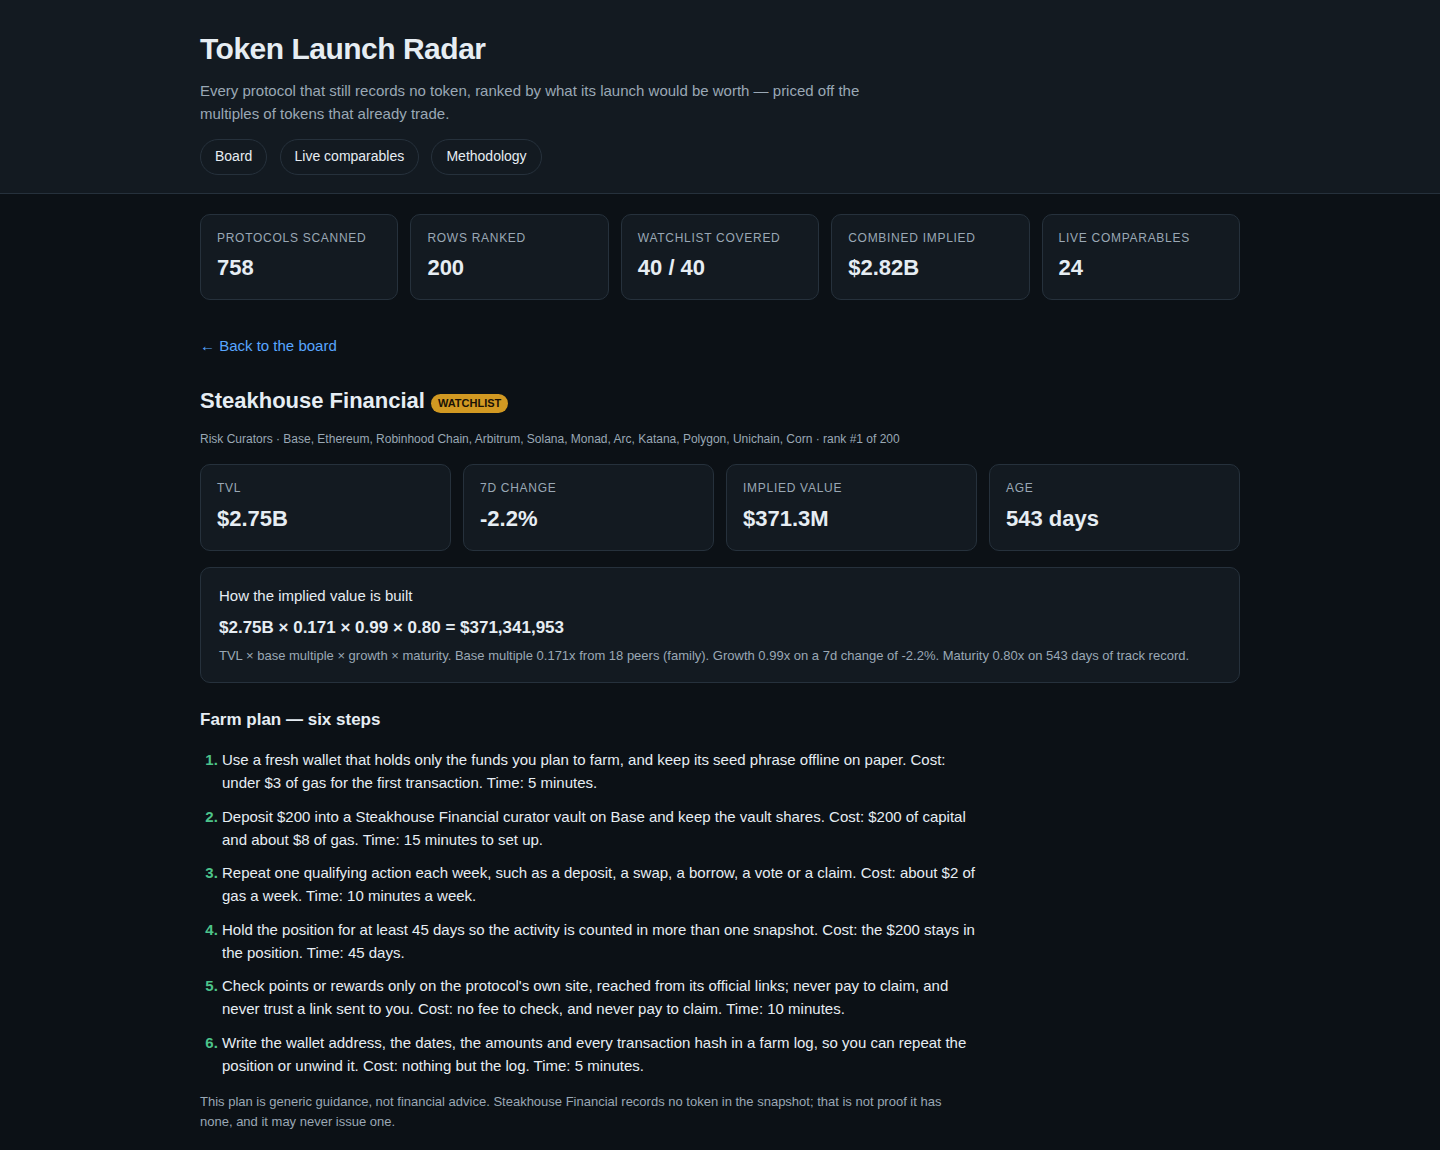 Token Launch Radar
Every protocol that still records no token, ranked by what its launch would be worth — priced off the
multiples of tokens that already trade.
Board
Live comparables
Methodology
PROTOCOLS SCANNED
758
ROWS RANKED
200
WATCHLIST COVERED
40 / 40
COMBINED IMPLIED
$2.82B
LIVE COMPARABLES
24
← Back to the board
Steakhouse Financial WATCHLIST
Risk Curators · Base, Ethereum, Robinhood Chain, Arbitrum, Solana, Monad, Arc, Katana, Polygon, Unichain, Corn · rank #1 of 200
TVL
$2.75B
7D CHANGE
-2.2%
IMPLIED VALUE
$371.3M
AGE
543 days
How the implied value is built
$2.75B × 0.171 × 0.99 × 0.80 = $371,341,953
TVL × base multiple × growth × maturity. Base multiple 0.171x from 18 peers (family). Growth 0.99x on a 7d change of -2.2%. Maturity 0.80x on 543 days of track record.
Farm plan — six steps
1. Use a fresh wallet that holds only the funds you plan to farm, and keep its seed phrase offline on paper. Cost:
under $3 of gas for the first transaction. Time: 5 minutes.
2. Deposit $200 into a Steakhouse Financial curator vault on Base and keep the vault shares. Cost: $200 of capital
and about $8 of gas. Time: 15 minutes to set up.
3. Repeat one qualifying action each week, such as a deposit, a swap, a borrow, a vote or a claim. Cost: about $2 of
gas a week. Time: 10 minutes a week.
4. Hold the position for at least 45 days so the activity is counted in more than one snapshot. Cost: the $200 stays in
the position. Time: 45 days.
5. Check points or rewards only on the protocol's own site, reached from its official links; never pay to claim, and
never trust a link sent to you. Cost: no fee to check, and never pay to claim. Time: 10 minutes.
6. Write the wallet address, the dates, the amounts and every transaction hash in a farm log, so you can repeat the
position or unwind it. Cost: nothing but the log. Time: 5 minutes.
This plan is generic guidance, not financial advice. Steakhouse Financial records no token in the snapshot; that is not proof it has
none, and it may never issue one.